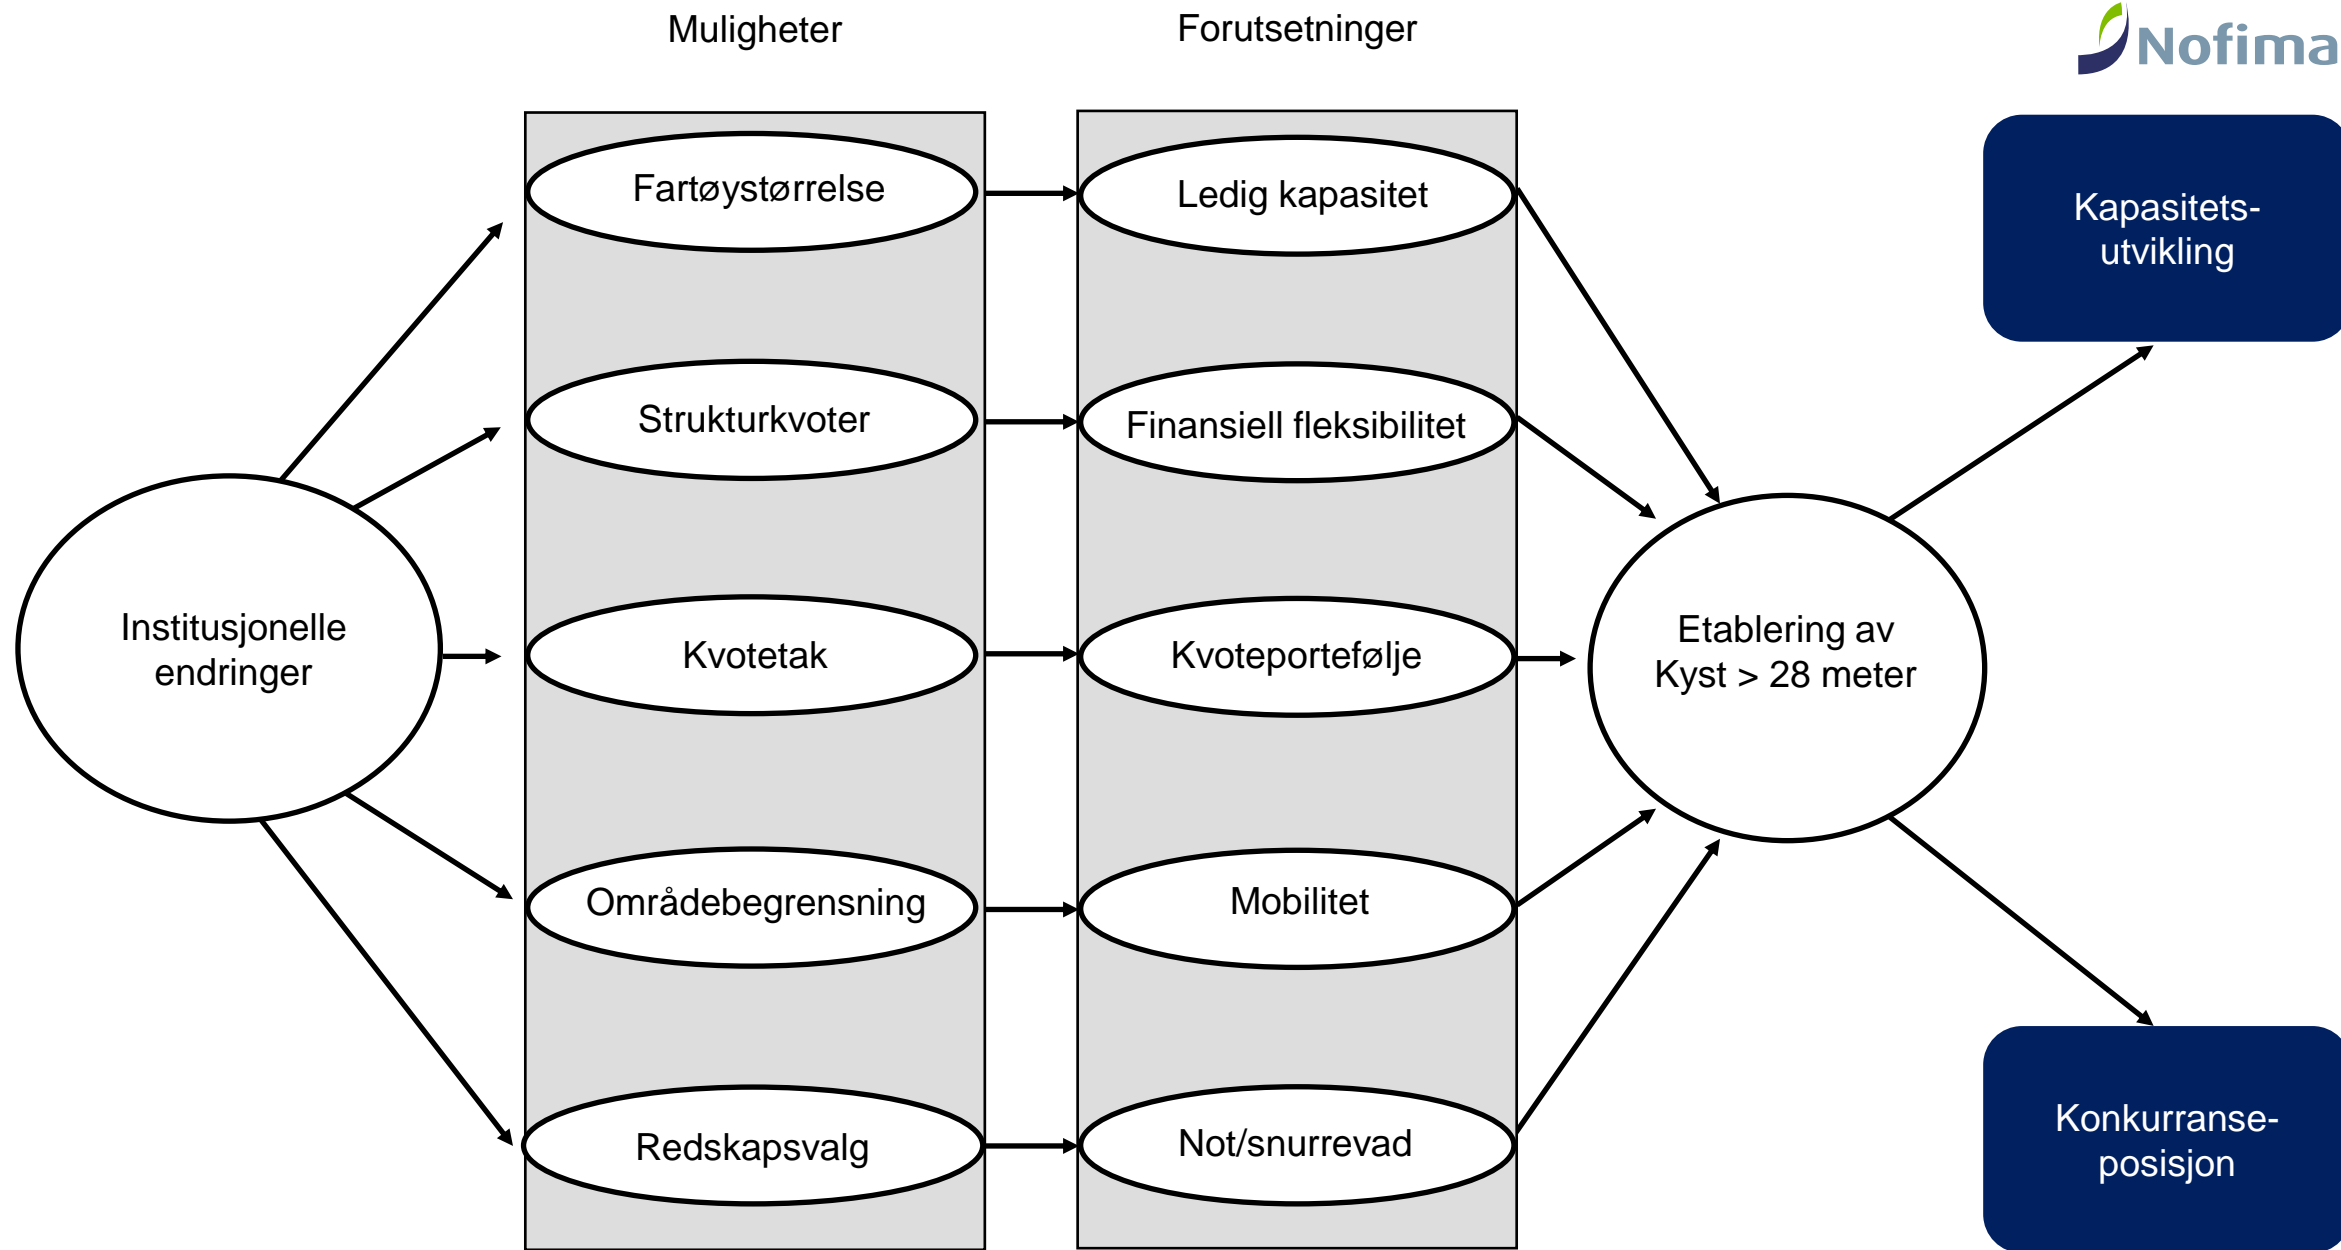 Muligheter
Forutsetninger
Nofima
Fartøystørrelse
Ledig kapasitet
Kapasitets-
utvikling
Strukturkvoter
Finansiell fleksibilitet
Institusjonelle
endringer
Kvotetak
Kvoteportefølje
Etablering av
Kyst > 28 meter
Områdebegrensning
Mobilitet
Redskapsvalg
Not/snurrevad
Konkurranse-
posisjon